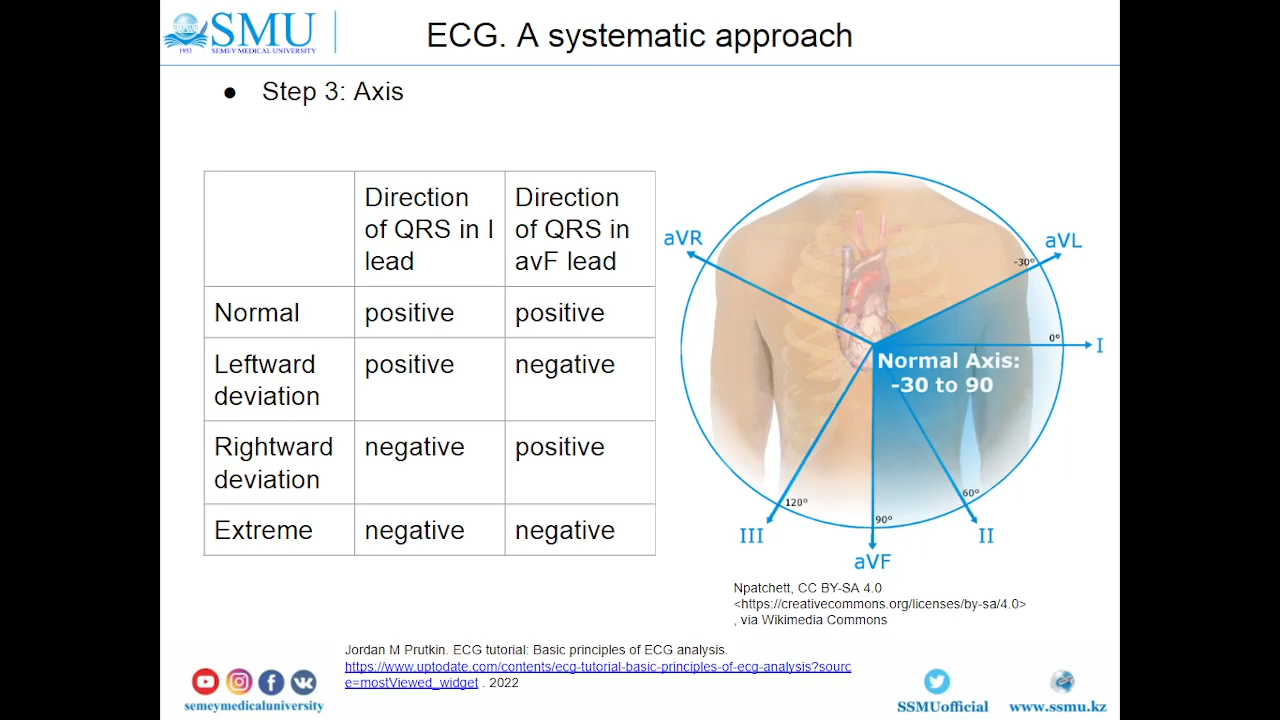 SMU
SEMEY MEDICAL UNIVERSITY
1953
ECG. A systematic approach
● Step 3: Axis
Direction of QRS in I lead
Direction of QRS in avF lead
Normal positive positive
Leftward deviation positive negative
Rightward deviation negative positive
Extreme negative negative
aVR
aVL
-30°
0°
I
Normal Axis:
-30 to 90
120°
90°
60°
III
II
aVF
Npatchett, CC BY-SA 4.0
<https://creativecommons.org/licenses/by-sa/4.0>
, via Wikimedia Commons
Jordan M Prutkin. ECG tutorial: Basic principles of ECG analysis.
https://www.uptodate.com/contents/ecg-tutorial-basic-principles-of-ecg-analysis?sourc
e=mostViewed_widget . 2022
semeymedicaluniversity
SSMUofficial
www.ssmu.kz